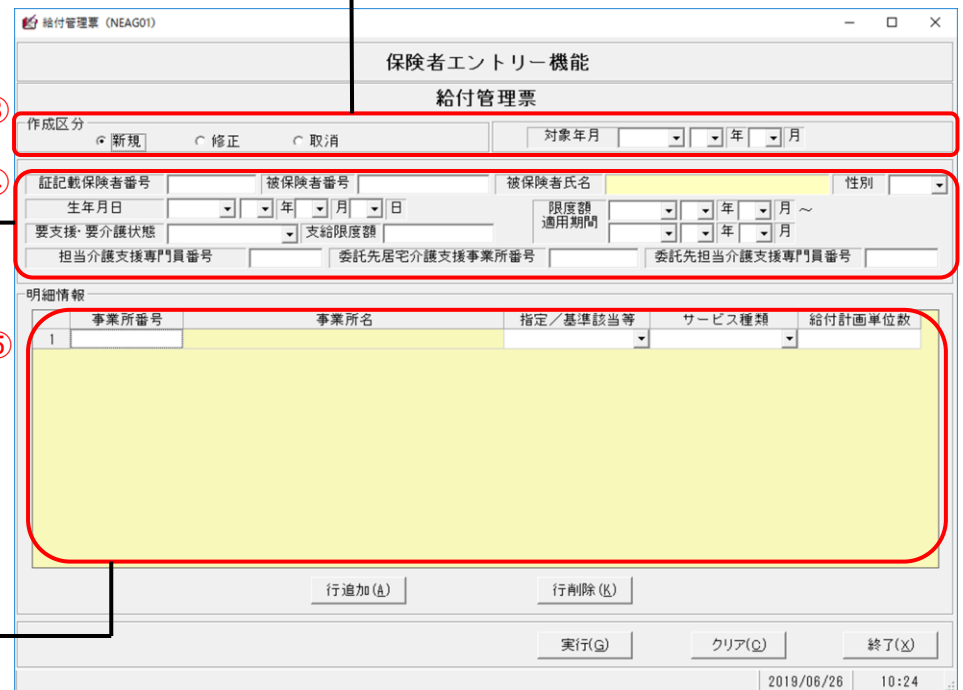 給付管理票 (NEAG01)
保険者エントリー機能
給付管理票
作成区分
新規 修正 取消 対象年月 年 月
証記載保険者番号 被保険者番号 被保険者氏名 性別
生年月日 年 月 日 限度額適用期間 年 月 ～
要支援・要介護状態 支給限度額 年 月
担当介護支援専門員番号 委託先居宅介護支援事業所番号 委託先担当介護支援専門員番号
明細情報
事業所番号 事業所名 指定／基準該当等 サービス種類 給付計画単位数
1
⑤
行追加(A) 行削除(K)
実行(G) クリア(C) 終了(X)
2019/06/26 10:24